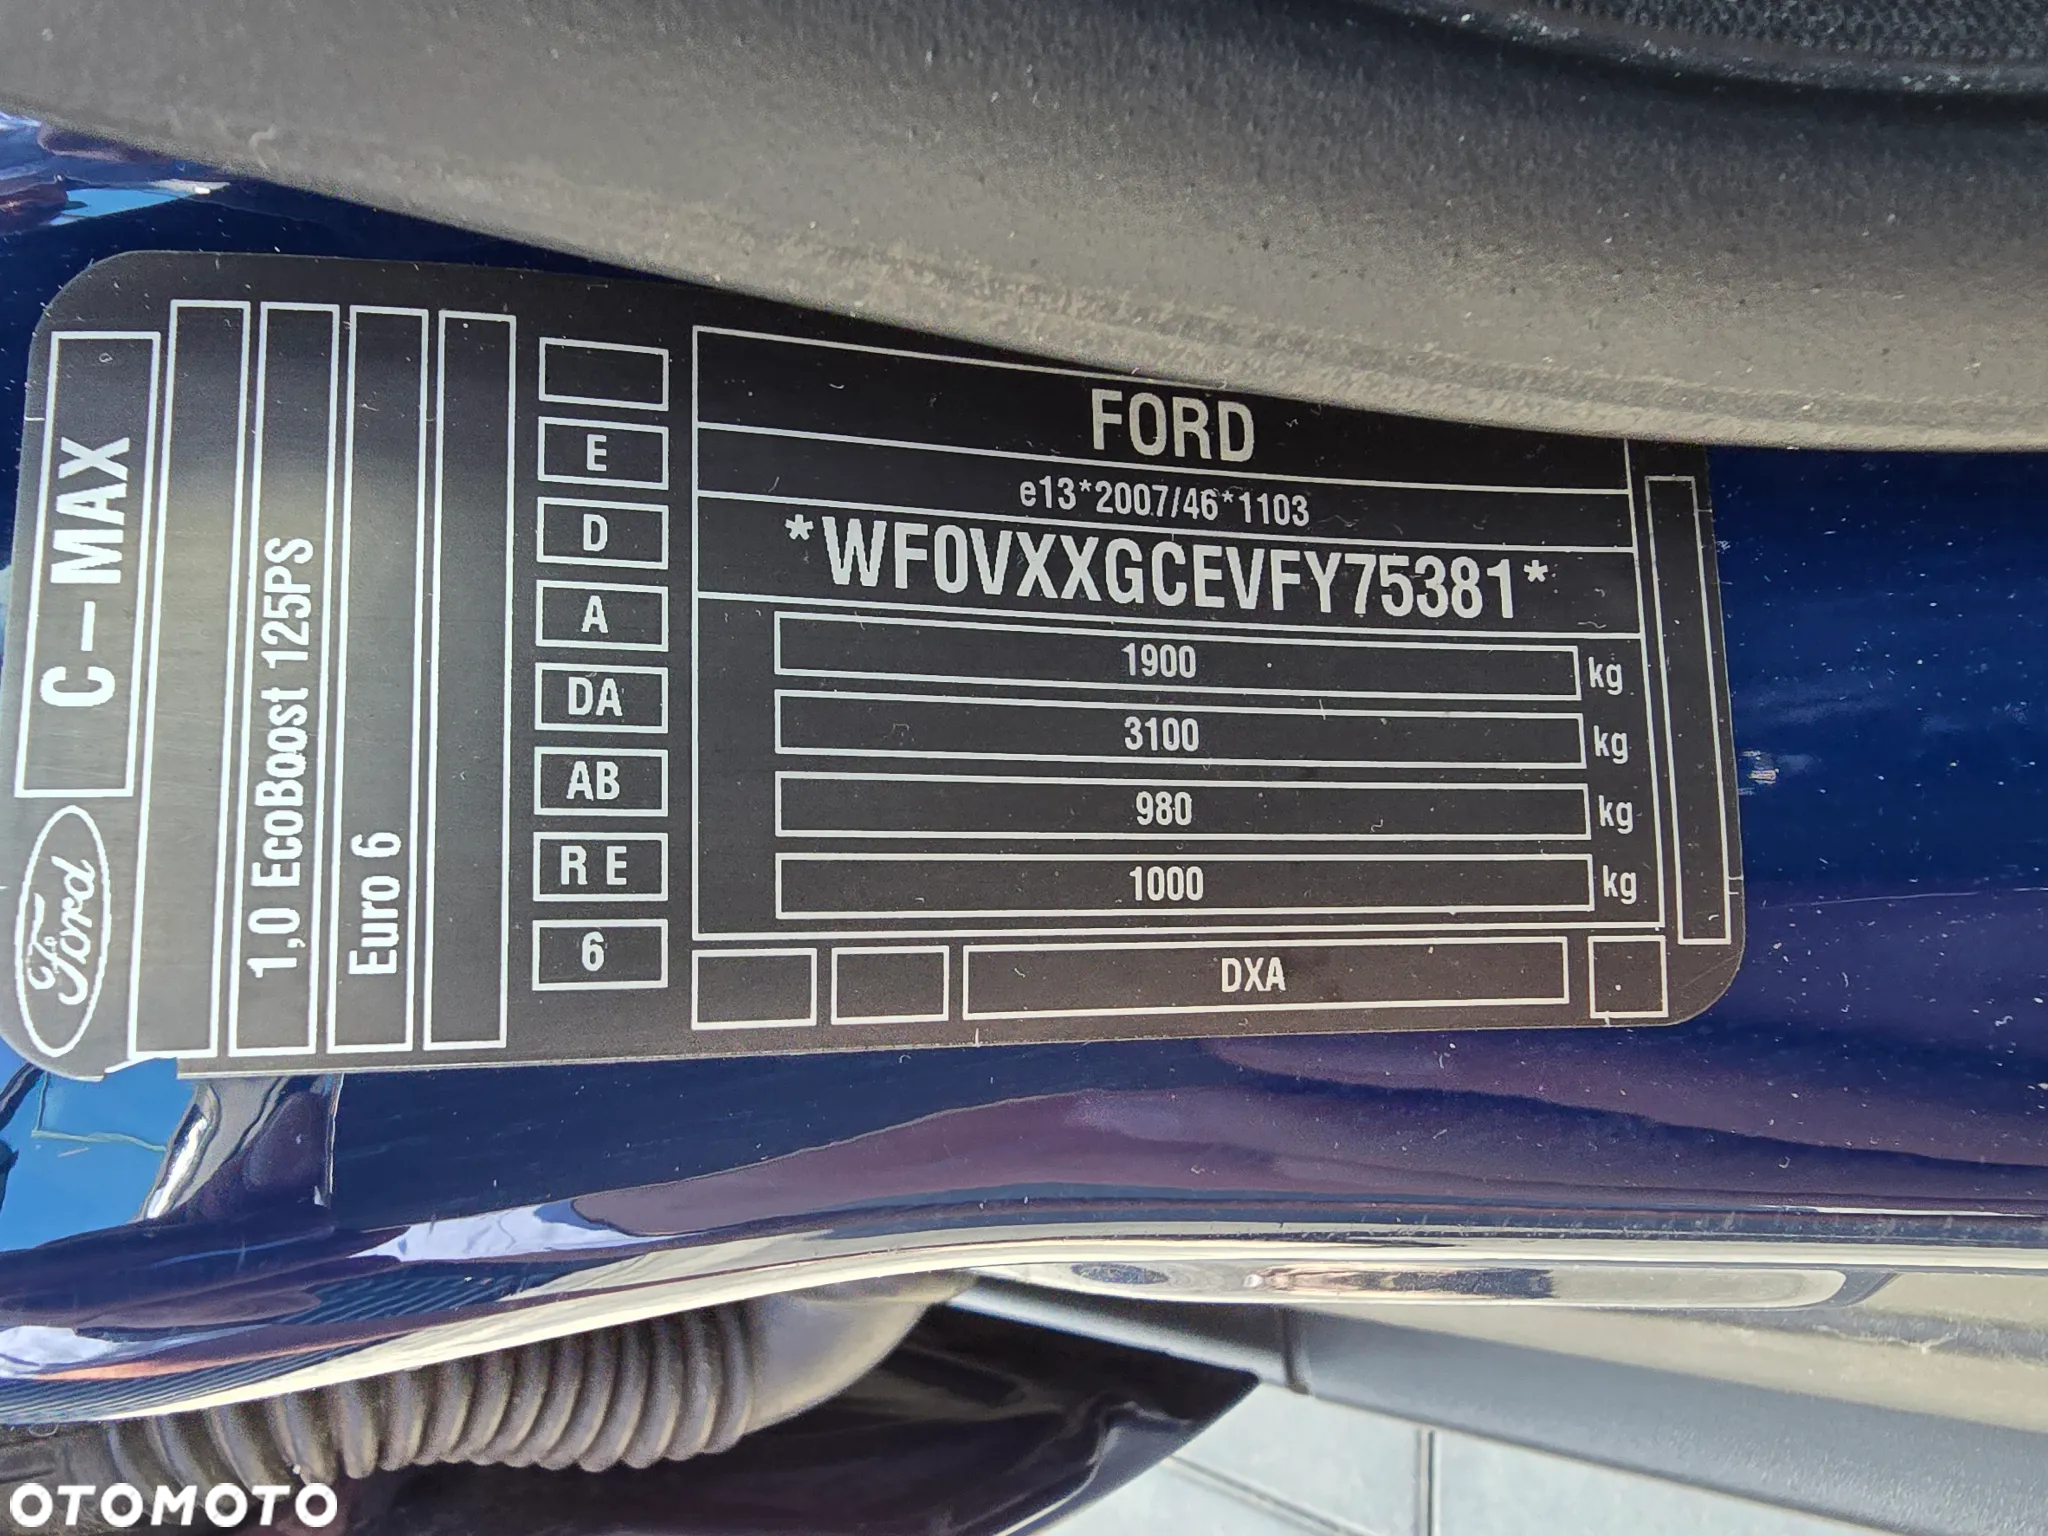 Ford
C-MAX
1,0 EcoBoost 125PS
Euro 6
E
D
A
DA
AB
R E
6
FORD
e13*2007/46*1103
*WF0VXXGCEVFY75381*
1900 kg
3100 kg
980 kg
1000 kg
DXA
OTOMOTO